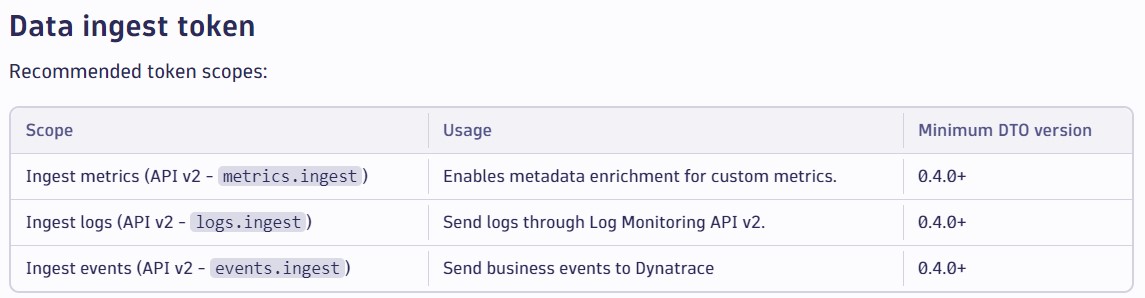 Data ingest token
Recommended token scopes:
Scope Usage Minimum DTO version
Ingest metrics (API v2 - metrics.ingest) Enables metadata enrichment for custom metrics. 0.4.0+
Ingest logs (API v2 - logs.ingest) Send logs through Log Monitoring API v2. 0.4.0+
Ingest events (API v2 - events.ingest) Send business events to Dynatrace 0.4.0+